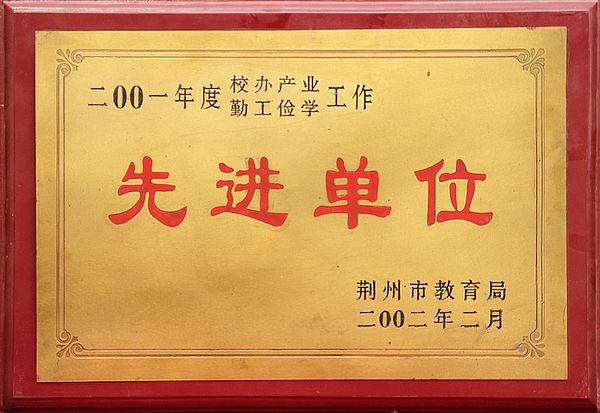 二00一年度校办产业勤工俭学工作
先进单位
荆州市教育局
二00二年二月